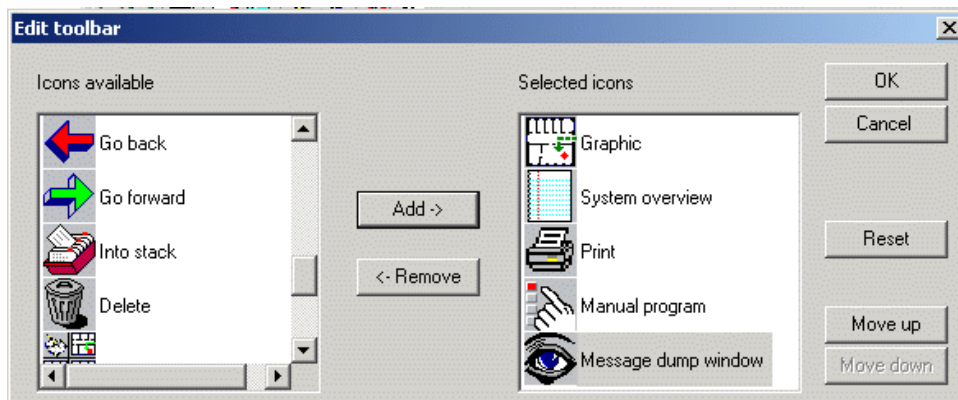 Edit toolbar
Icons available
Go back
Go forward
Into stack
Delete
Add ->
<- Remove
Selected icons
Graphic
System overview
Print
Manual program
Message dump window
OK
Cancel
Reset
Move up
Move down